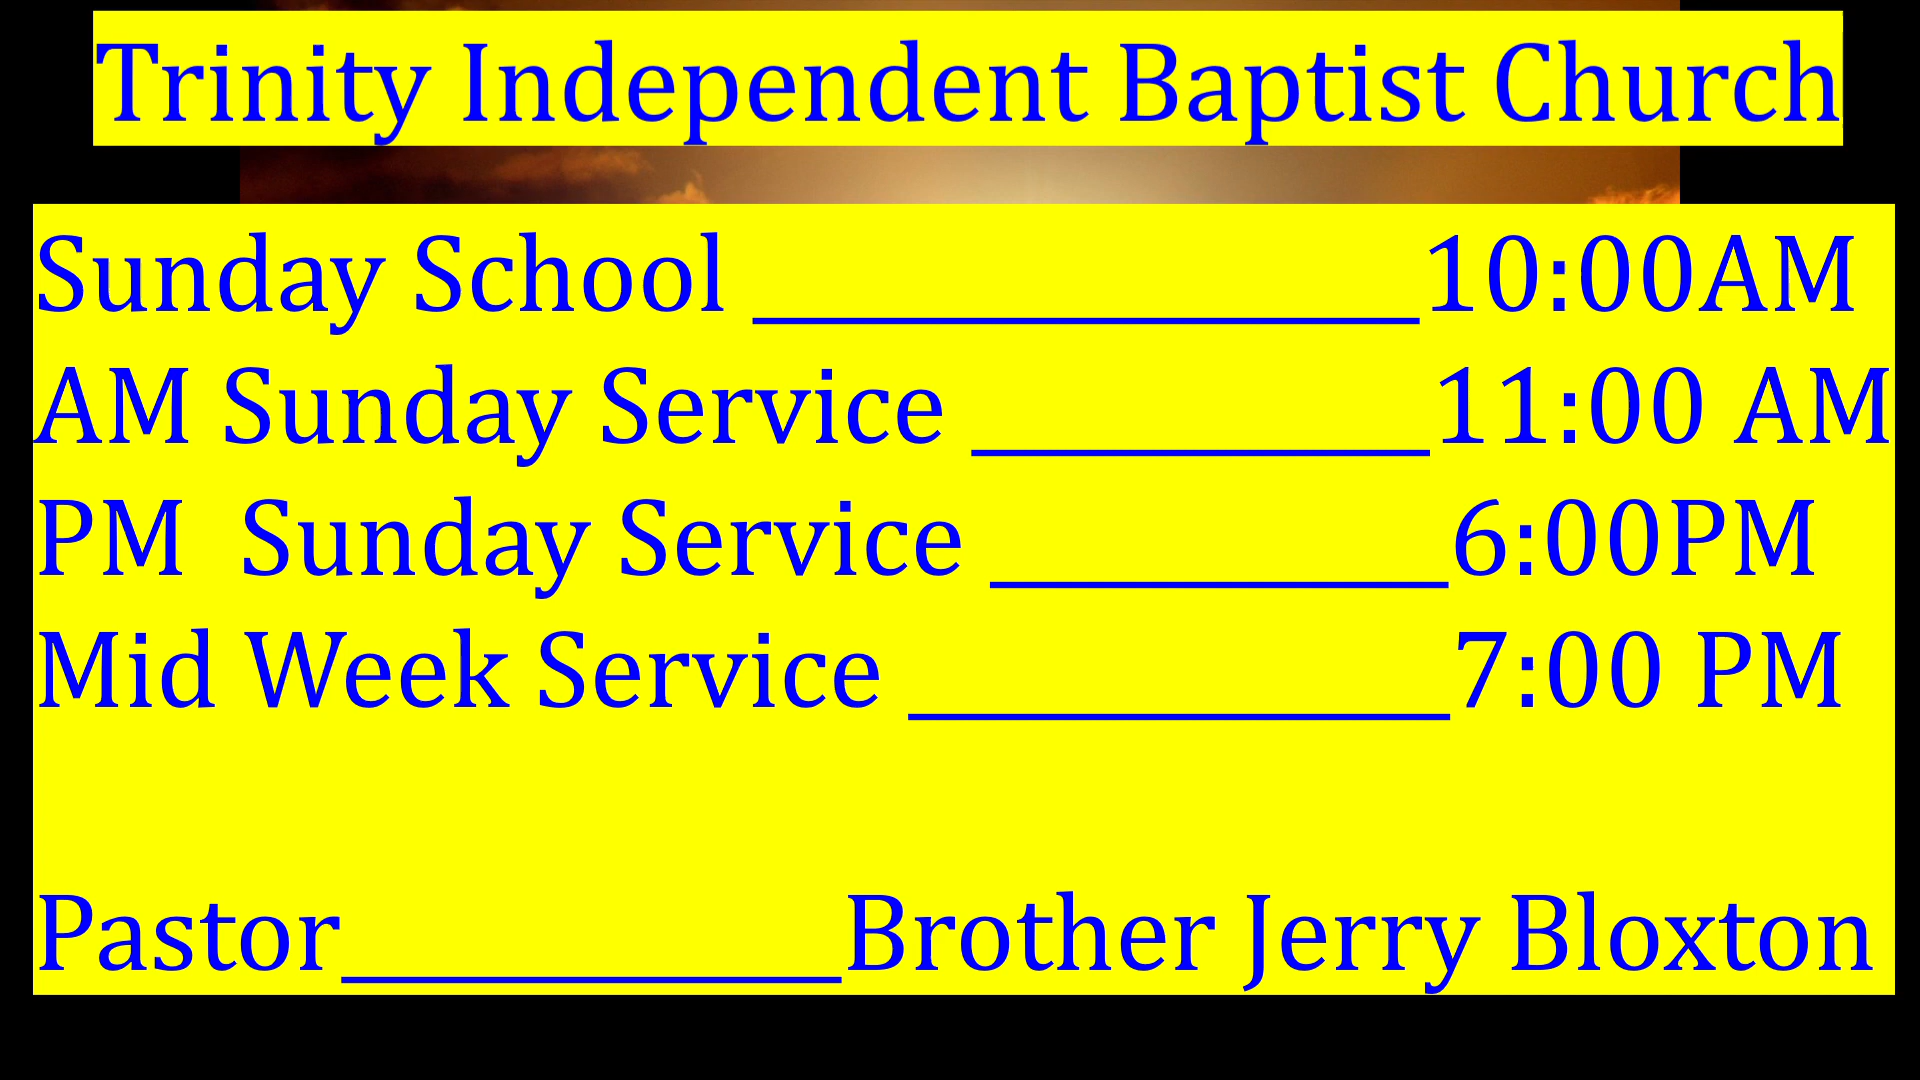 Trinity Independent Baptist Church
Sunday School ________________10:00AM
AM Sunday Service ___________11:00 AM
PM  Sunday Service ___________6:00PM
Mid Week Service _____________7:00 PM
Pastor____________Brother Jerry Bloxton